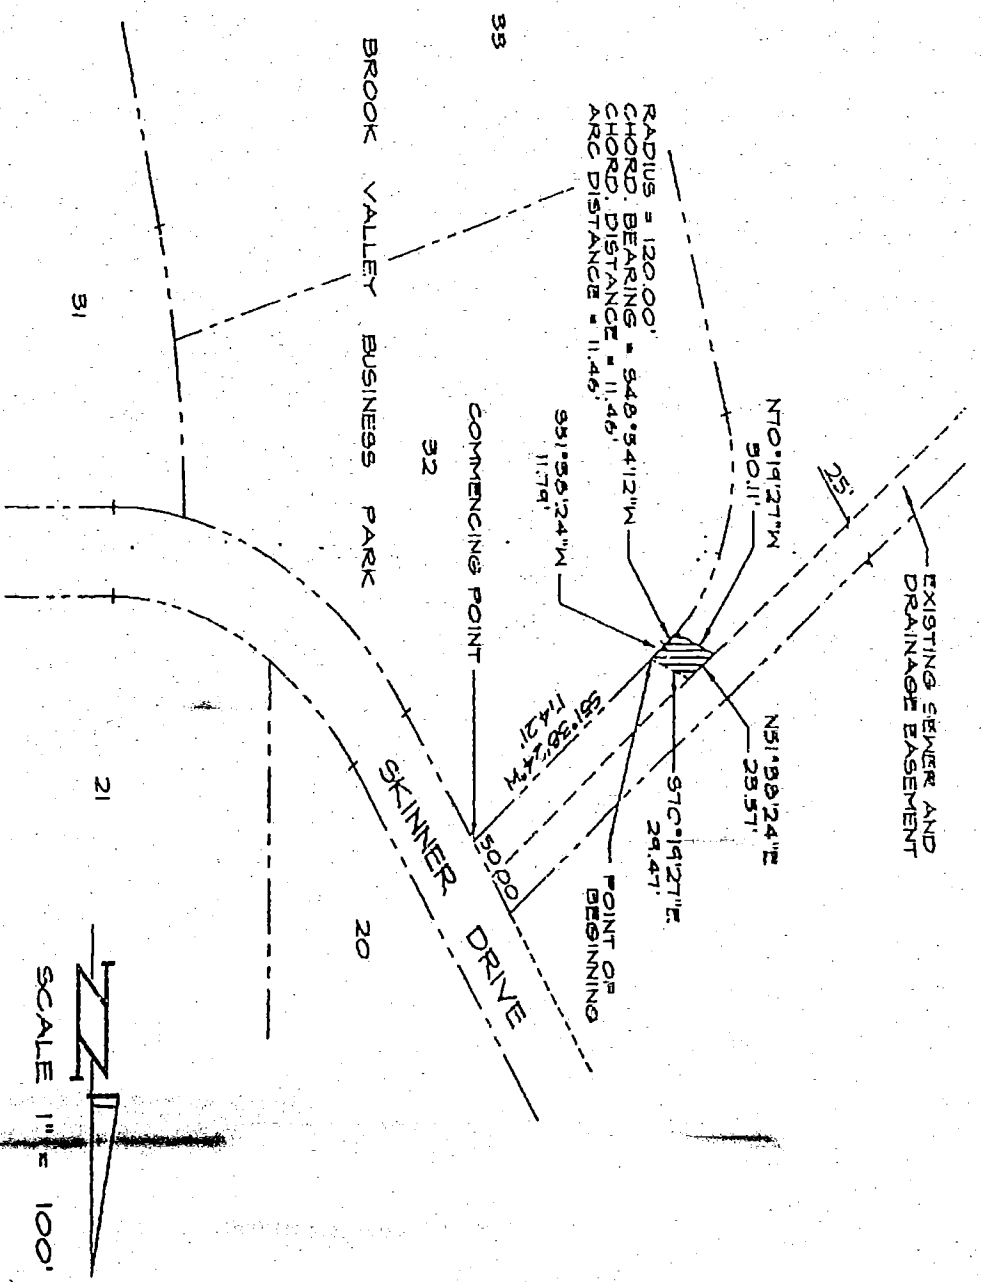 EXISTING SEWER AND
DRAINAGE EASEMENT
25'
N70°19'27"W
30.11'
N51°38'24"E
23.57'
S70°19'27"E
29.47'
POINT OF
BEGINNING
RADIUS = 120.00'
CHORD. BEARING = S48°54'12"W
CHORD. DISTANCE = 11.46'
ARC DISTANCE = 11.46'
S51°38'24"W
11.79'
S51°38'24"W
174.21'
33
COMMENCING POINT
50.00
32
BROOK VALLEY BUSINESS PARK
SKINNER DRIVE
20
31
21
SCALE 1" = 100'